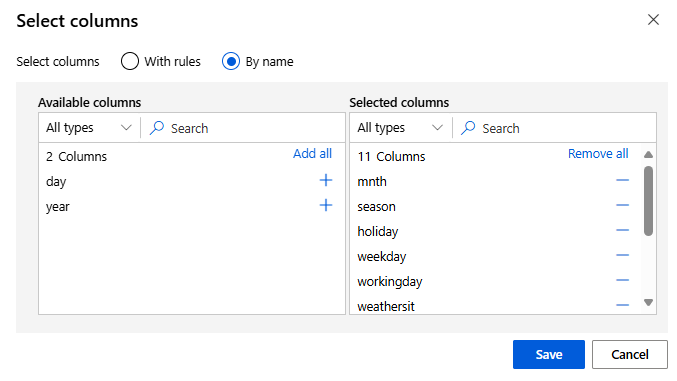 Select columns
Select columns With rules By name
Available columns
All types Search
2 Columns Add all
day
year
Selected columns
All types Search
11 Columns Remove all
mnth
season
holiday
weekday
workingday
weathersit
Save Cancel